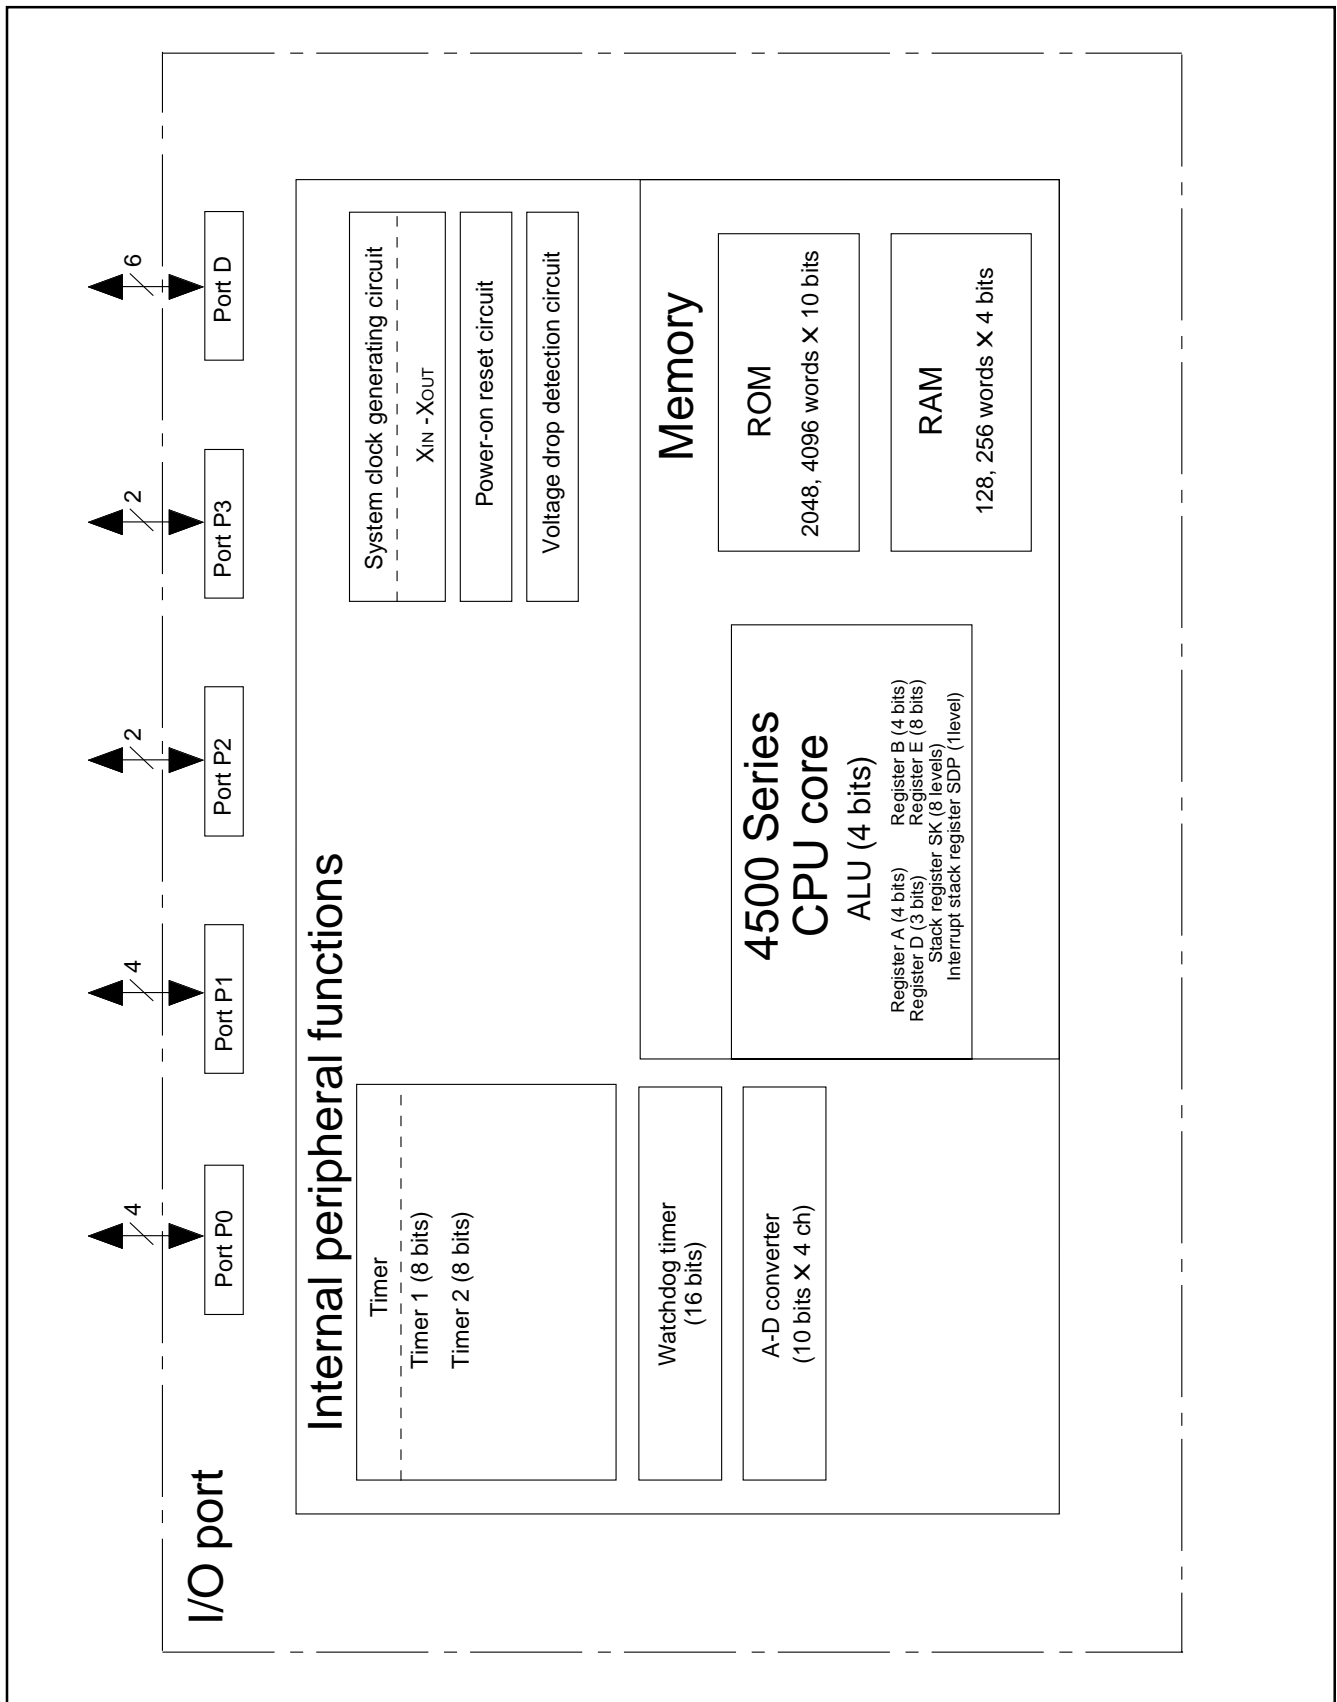 I/O port
4
4
2
2
6
Port P0
Port P1
Port P2
Port P3
Port D
Internal peripheral functions
Timer
Timer 1 (8 bits)
Timer 2 (8 bits)
Watchdog timer
(16 bits)
A-D converter
(10 bits X 4 ch)
System clock generating circuit
XIN -XOUT
Power-on reset circuit
Voltage drop detection circuit
4500 Series
CPU core
ALU (4 bits)
Register A (4 bits) Register B (4 bits)
Register D (3 bits) Register E (8 bits)
Stack register SK (8 levels)
Interrupt stack register SDP (1level)
Memory
ROM
2048, 4096 words X 10 bits
RAM
128, 256 words X 4 bits